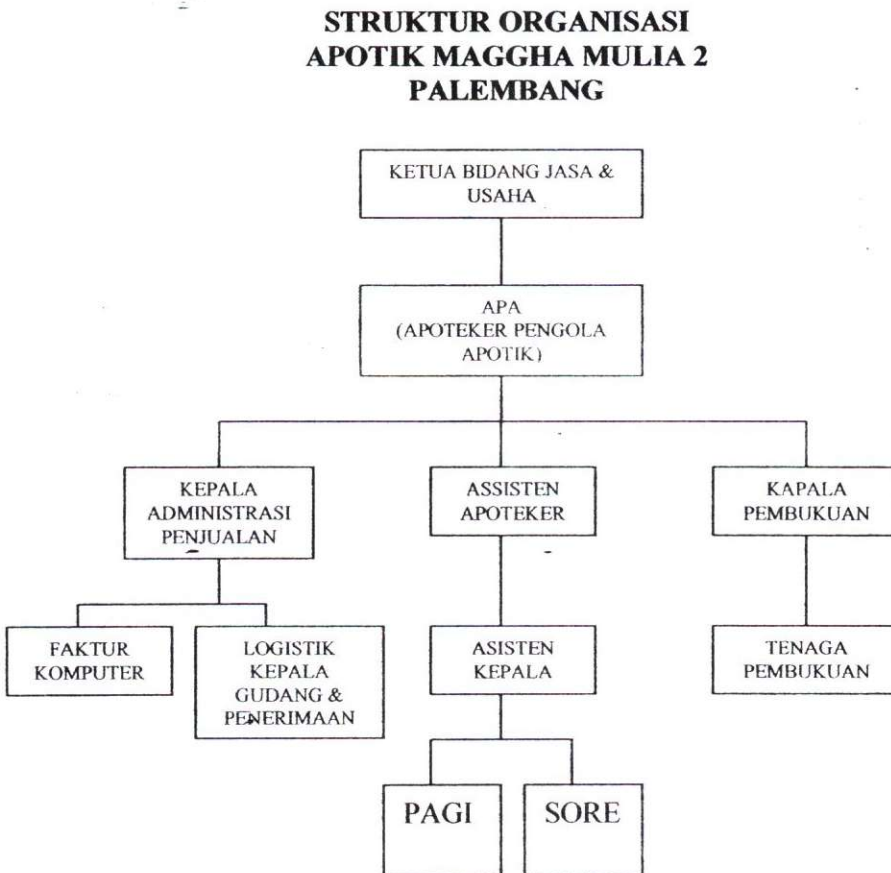 STRUKTUR ORGANISASI
APOTIK MAGGHA MULIA 2
PALEMBANG
KETUA BIDANG JASA &
USAHA
APA
(APOTEKER PENGOLA
APOTIK)
KEPALA
ADMINISTRASI
PENJUALAN
ASSISTEN
APOTEKER
KAPALA
PEMBUKUAN
FAKTUR
KOMPUTER
LOGISTIK
KEPALA
GUDANG &
PENERIMAAN
ASISTEN
KEPALA
TENAGA
PEMBUKUAN
PAGI
SORE